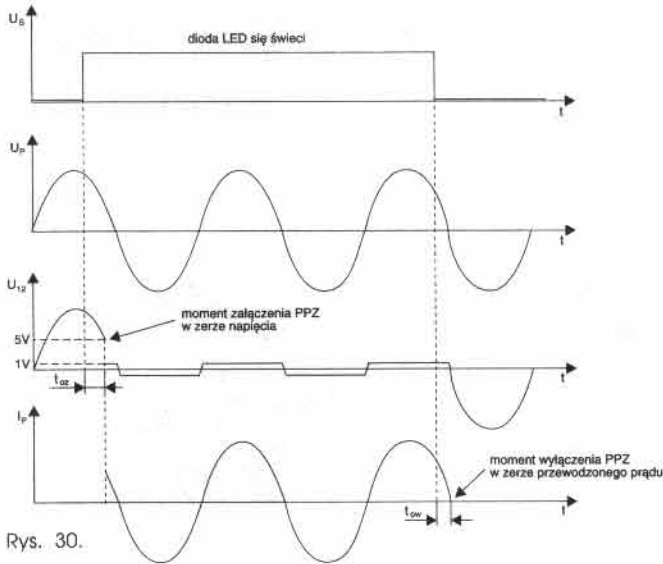 U_S
dioda LED się świeci
t
U_P
t
U_12
moment załączenia PPZ
w zerze napięcia
5V
1V
t_oz
t
I_P
moment wyłączenia PPZ
w zerze przewodzonego prądu
t_ow
t
Rys. 30.